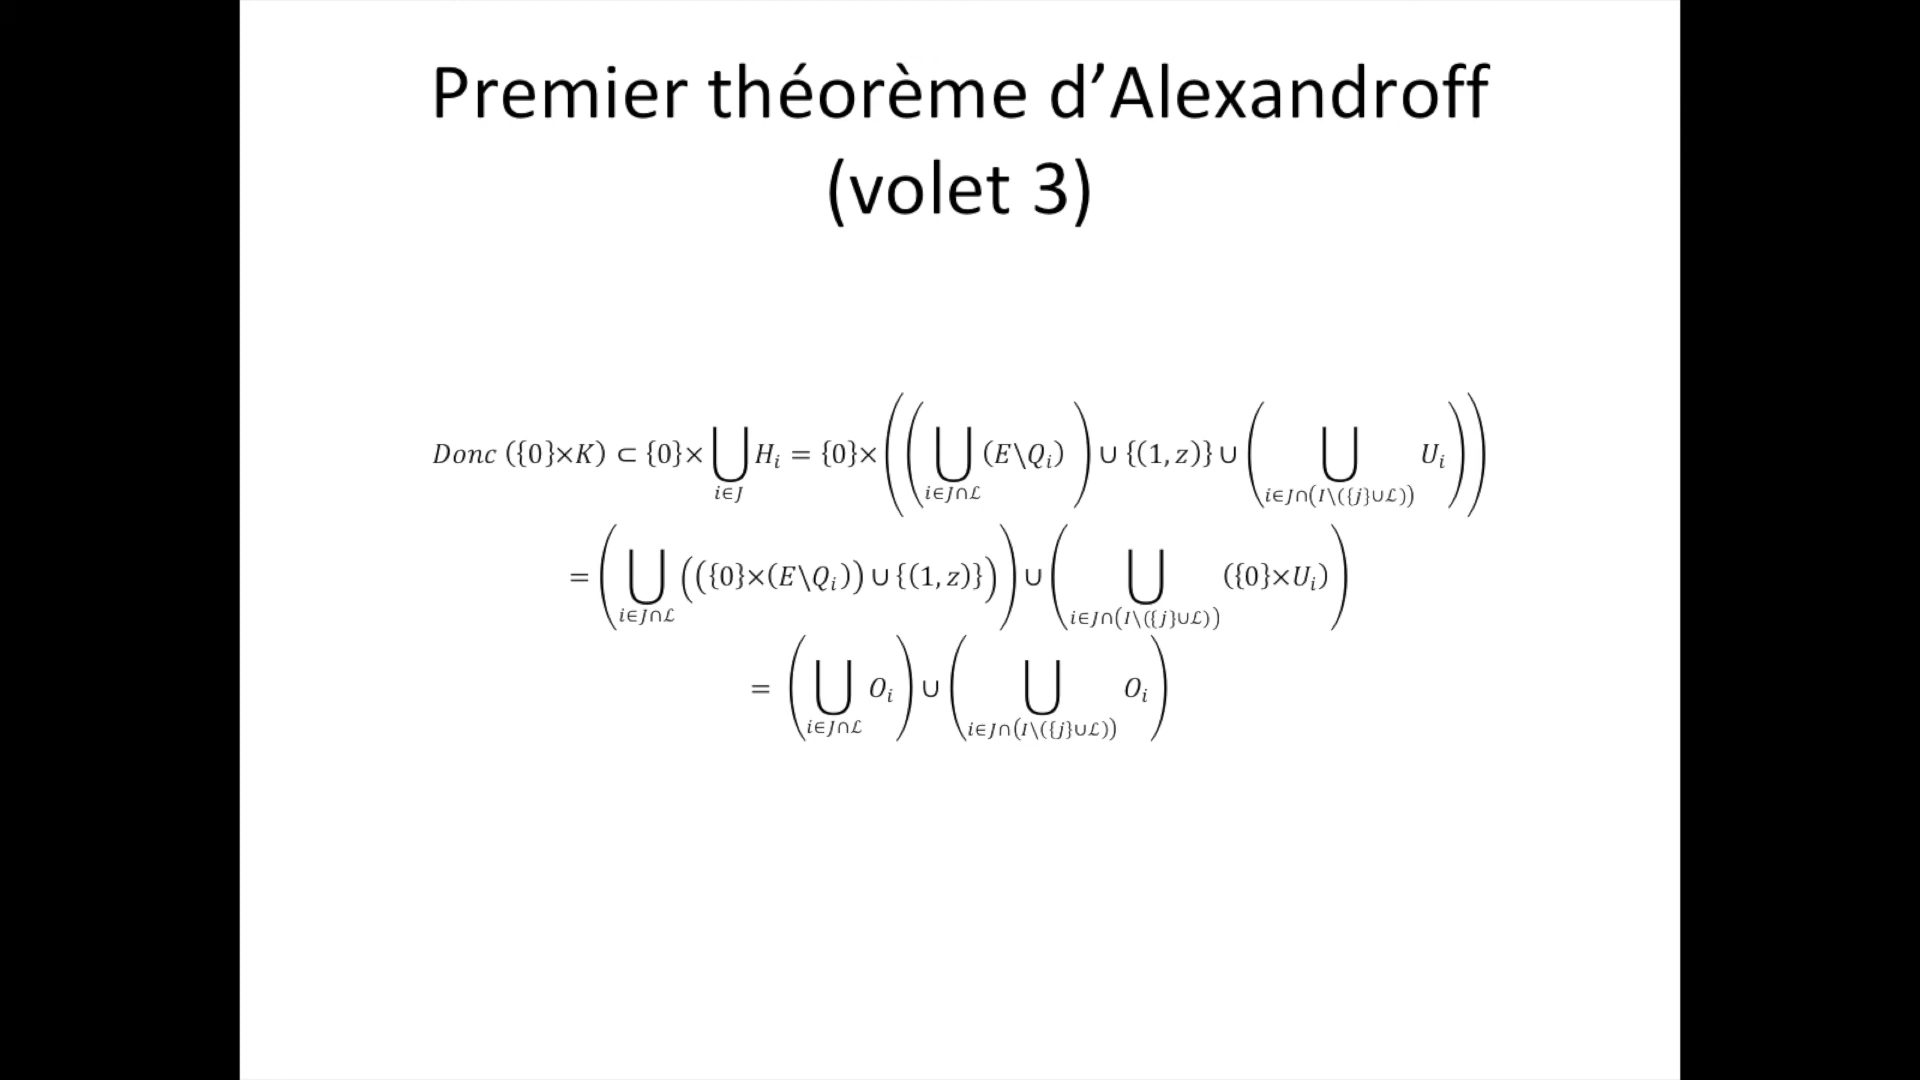 Premier théorème d’Alexandroff
(volet 3)
Donc ({0}×K) ⊂ {0}× ⋃_{i∈J} H_i = {0}× ((⋃_{i∈J∩ℒ} (E\Q_i)) ∪ {(1,z)} ∪ (⋃_{i∈J∩(I\({j}∪ℒ))} U_i))
= (⋃_{i∈J∩ℒ} (({0}×(E\Q_i)) ∪ {(1,z)})) ∪ (⋃_{i∈J∩(I\({j}∪ℒ))} ({0}×U_i))
= (⋃_{i∈J∩ℒ} O_i) ∪ (⋃_{i∈J∩(I\({j}∪ℒ))} O_i)